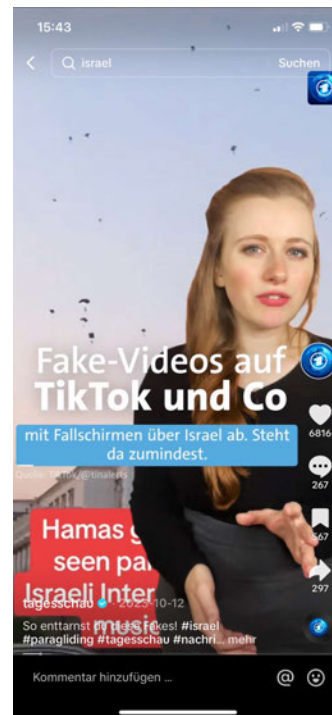 15:43
israel
Suchen
Fake-Videos auf
TikTok und Co
mit Fallschirmen über Israel ab. Steht
da zumindest.
6816
267
567
297
Hamas
seen
Israeli Inter
music
tagesschau
2023-10-12
So enttarnst du diese Fakes! #israel
#paragliding #tagesschau #nachri... mehr
Kommentar hinzufügen ...
@